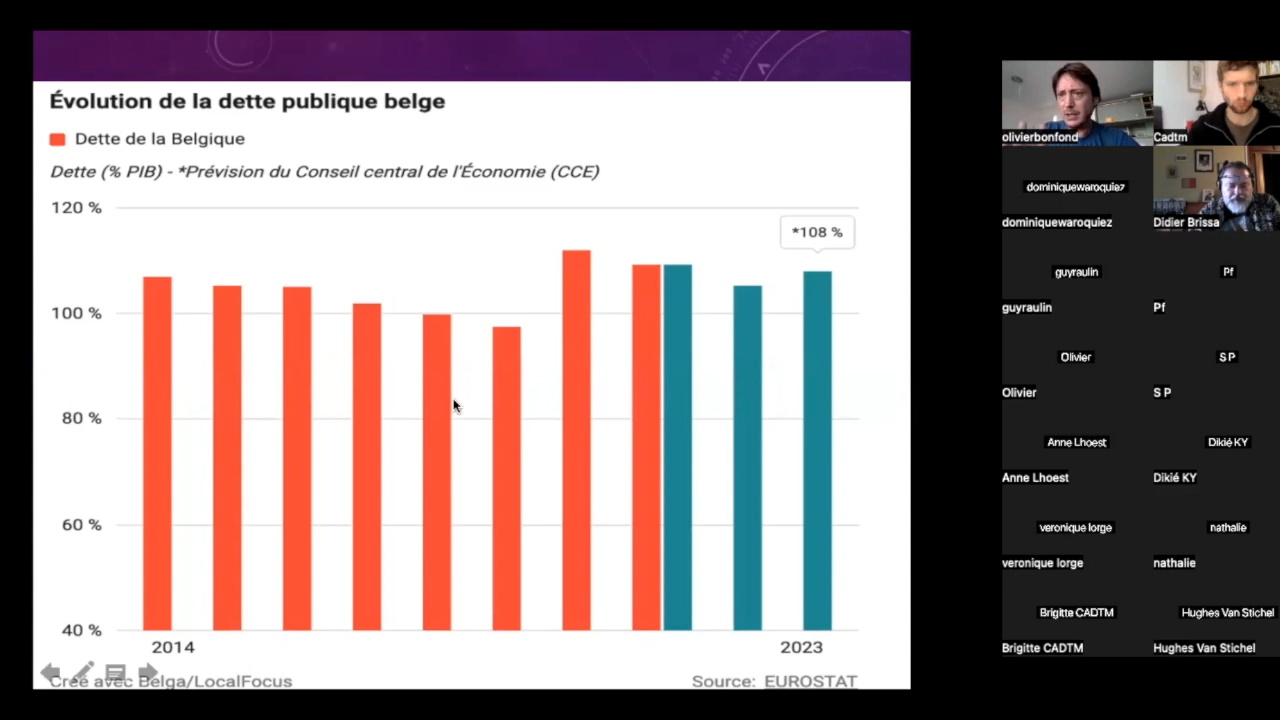 Évolution de la dette publique belge
Dette de la Belgique
Dette (% PIB) - *Prévision du Conseil central de l'Économie (CCE)
120 %
*108 %
100 %
80 %
60 %
40 %
2014
2023
Créé avec Belga/LocalFocus
Source: EUROSTAT
olivierbonfond
Cadtm
dominiquewaroquiez
dominiquewaroquiez
Didier Brissa
guyraulin
Pf
guyraulin
Pf
Olivier
S P
Olivier
S P
Anne Lhoest
Dikié KY
Anne Lhoest
Dikié KY
veronique lorge
nathalie
veronique lorge
nathalie
Brigitte CADTM
Hughes Van Stichel
Brigitte CADTM
Hughes Van Stichel